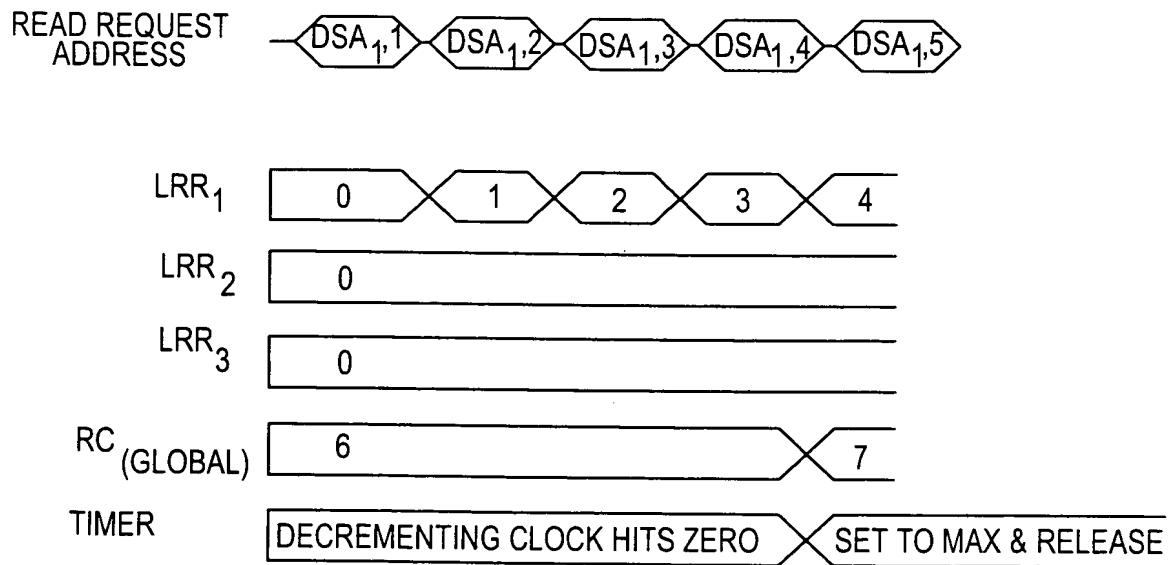 READ REQUEST
ADDRESS
DSA1,1 DSA1,2 DSA1,3 DSA1,4 DSA1,5
LRR1 0 1 2 3 4
LRR2 0
LRR3 0
RC (GLOBAL) 6 7
TIMER DECREMENTING CLOCK HITS ZERO SET TO MAX & RELEASE